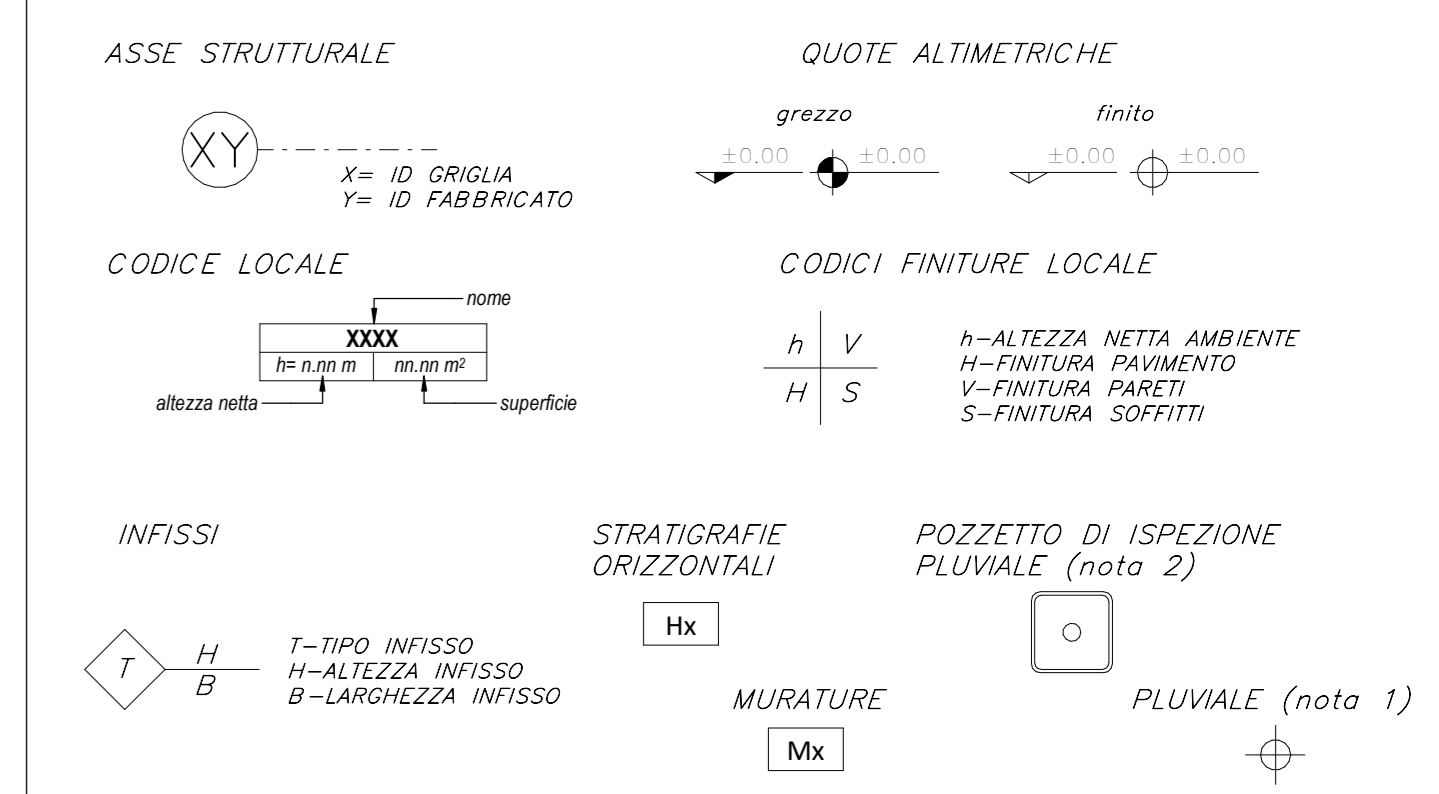 ASSE STRUTTURALE
XY
X= ID GRIGLIA
Y= ID FABBRICATO
QUOTE ALTIMETRICHE
grezzo
finito
±0.00
±0.00
±0.00
±0.00
CODICE LOCALE
nome
XXXX
h= n.nn m
nn.nn m²
altezza netta
superficie
CODICI FINITURE LOCALE
h V
H S
h-ALTEZZA NETTA AMBIENTE
H-FINITURA PAVIMENTO
V-FINITURA PARETI
S-FINITURA SOFFITTI
INFISSI
T
H
B
T-TIPO INFISSO
H-ALTEZZA INFISSO
B-LARGHEZZA INFISSO
STRATIGRAFIE
ORIZZONTALI
Hx
POZZETTO DI ISPEZIONE
PLUVIALE (nota 2)
MURATURE
Mx
PLUVIALE (nota 1)